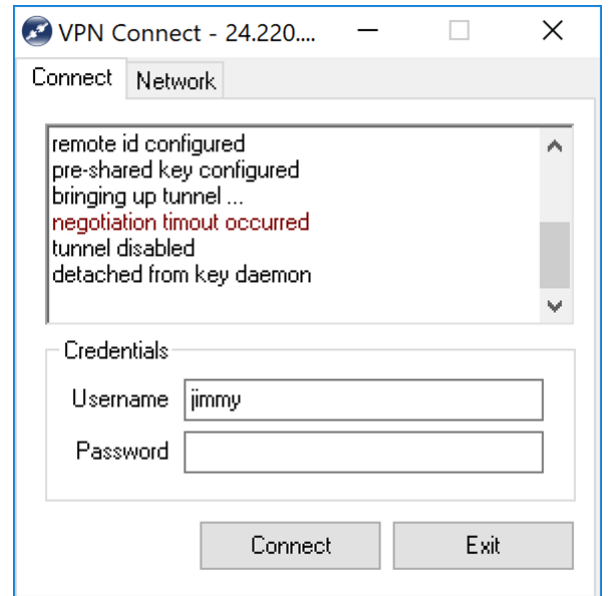 VPN Connect - 24.220....
Connect Network
remote id configured
pre-shared key configured
bringing up tunnel ...
negotiation timout occurred
tunnel disabled
detached from key daemon
Credentials
Username jimmy
Password
Connect Exit